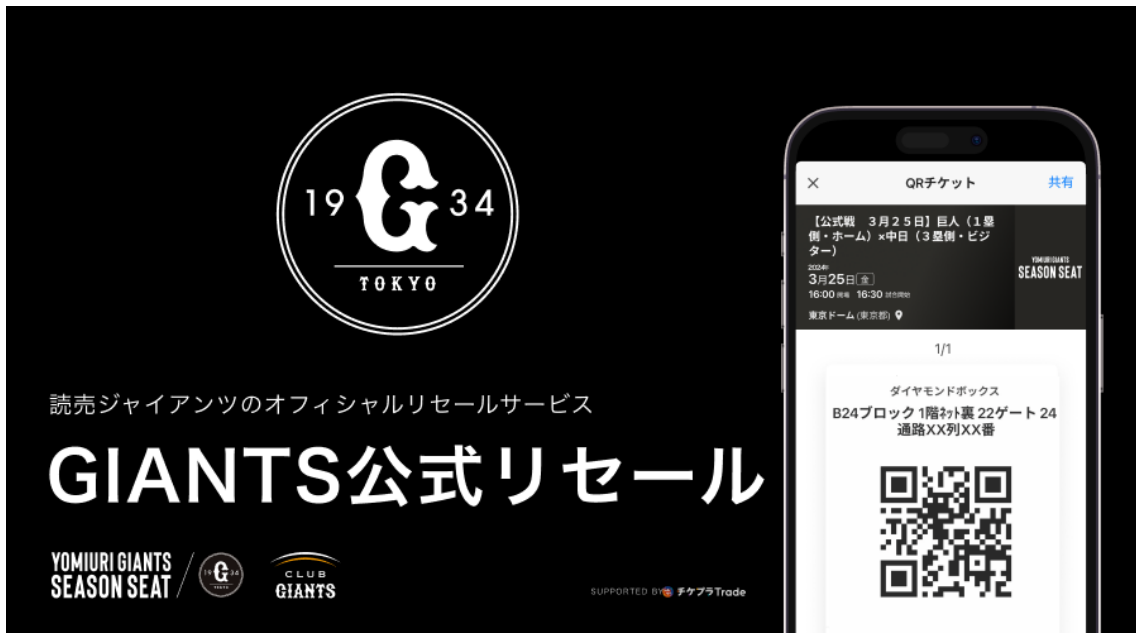 19 G 34
TOKYO
読売ジャイアンツのオフィシャルリセールサービス
GIANTS公式リセール
YOMIURI GIANTS
SEASON SEAT
19 G 34
TOKYO
CLUB
GIANTS
SUPPORTED BY チケプラTrade
QRチケット
共有
【公式戦　3月25日】巨人（1塁
側・ホーム）×中日（3塁側・ビジ
ター）
2024年
3月25日(金)
16:00 開場 16:30 試合開始
東京ドーム (東京都)
YOMIURI GIANTS
SEASON SEAT
1/1
ダイヤモンドボックス
B24ブロック 1階ネット裏 22ゲート 24
通路XX列XX番